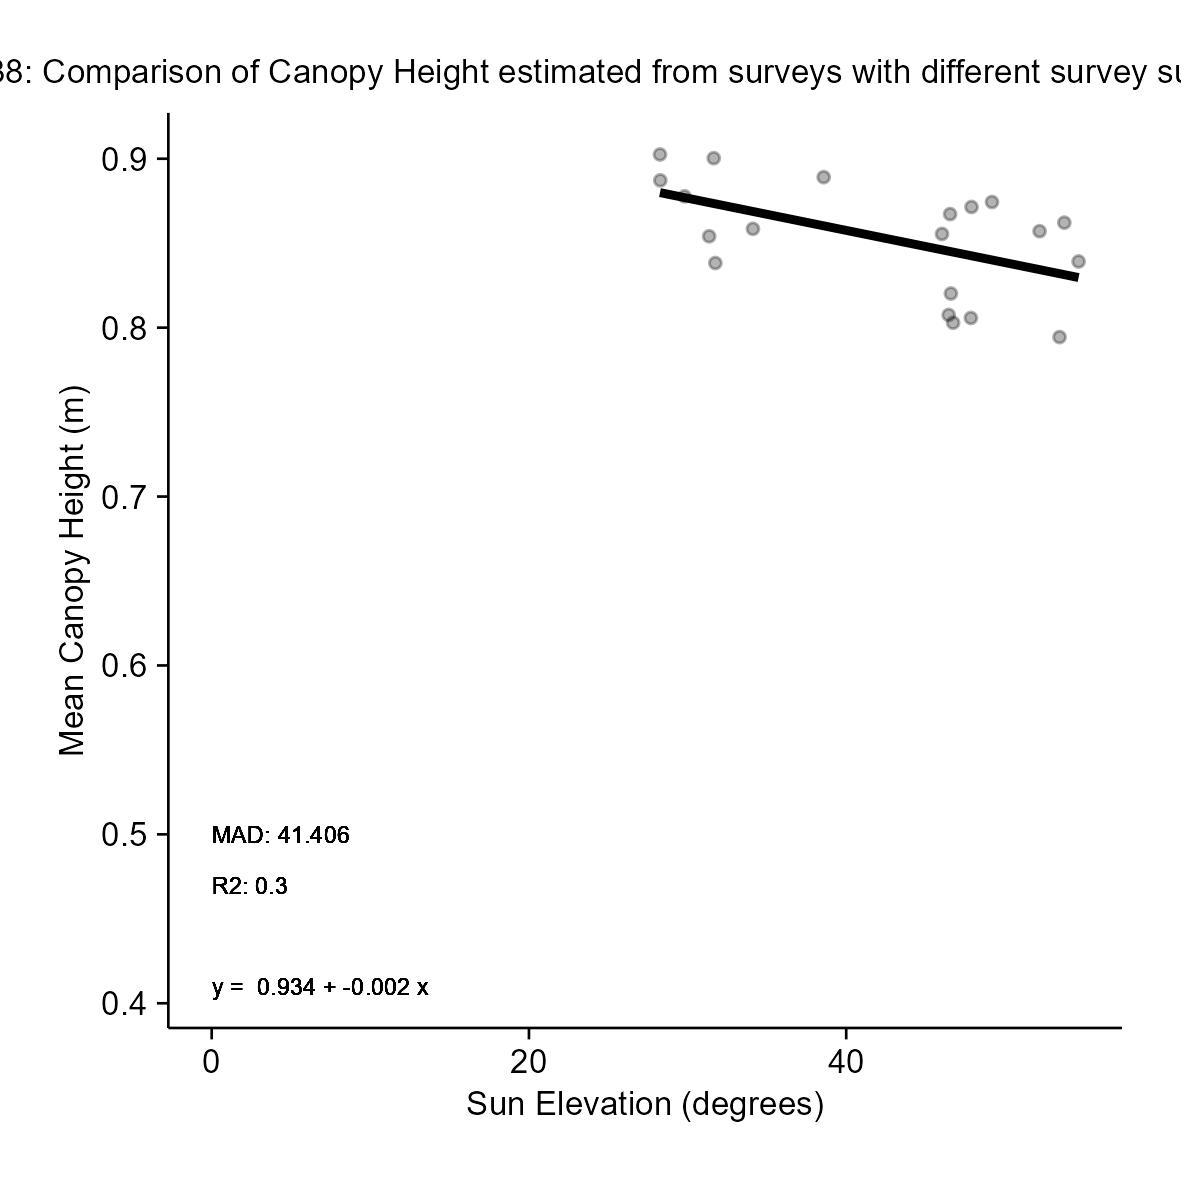 38: Comparison of Canopy Height estimated from surveys with different survey su
0.9
0.8
0.7
0.6
0.5
0.4
Mean Canopy Height (m)
MAD: 41.406
R2: 0.3
y = 0.934 + -0.002 x
0 20 40
Sun Elevation (degrees)